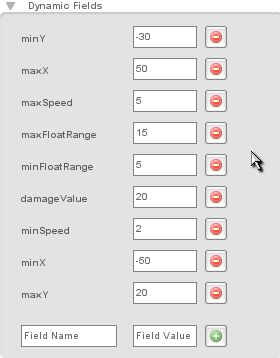 Dynamic Fields
minY -30
maxX 50
maxSpeed 5
maxFloatRange 15
minFloatRange 5
damageValue 20
minSpeed 2
minX -50
maxY 20
Field Name Field Value